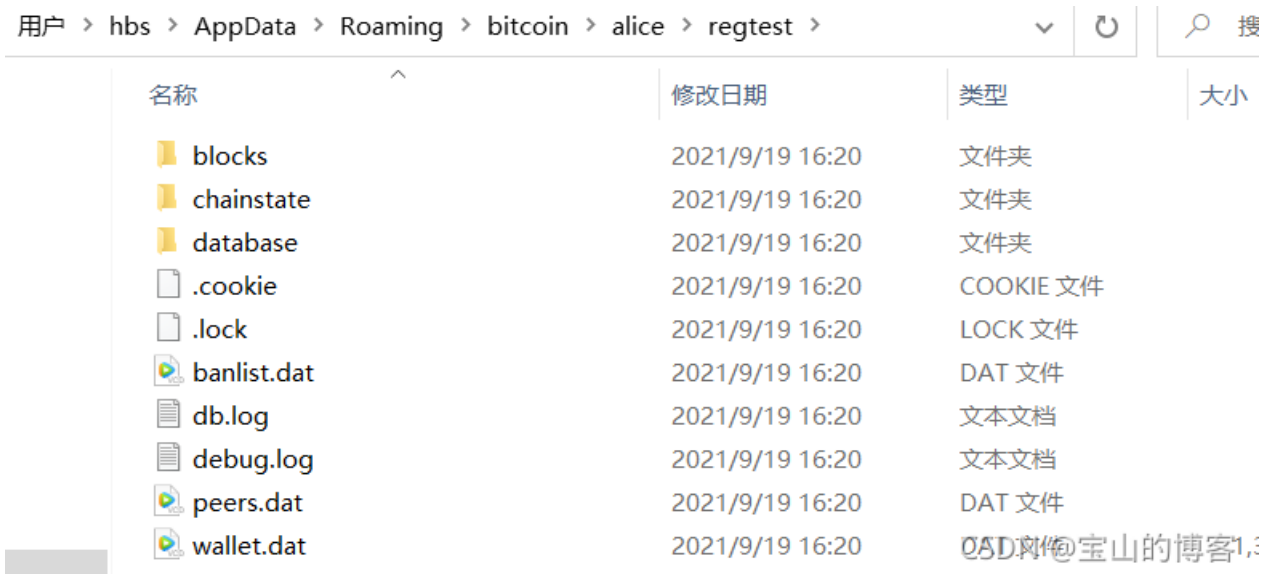 用户 > hbs > AppData > Roaming > bitcoin > alice > regtest >
名称 修改日期 类型 大小
blocks 2021/9/19 16:20 文件夹
chainstate 2021/9/19 16:20 文件夹
database 2021/9/19 16:20 文件夹
.cookie 2021/9/19 16:20 COOKIE 文件
.lock 2021/9/19 16:20 LOCK 文件
banlist.dat 2021/9/19 16:20 DAT 文件
db.log 2021/9/19 16:20 文本文档
debug.log 2021/9/19 16:20 文本文档
peers.dat 2021/9/19 16:20 DAT 文件
wallet.dat 2021/9/19 16:20 DAT 文件
CSDN @宝山的博客